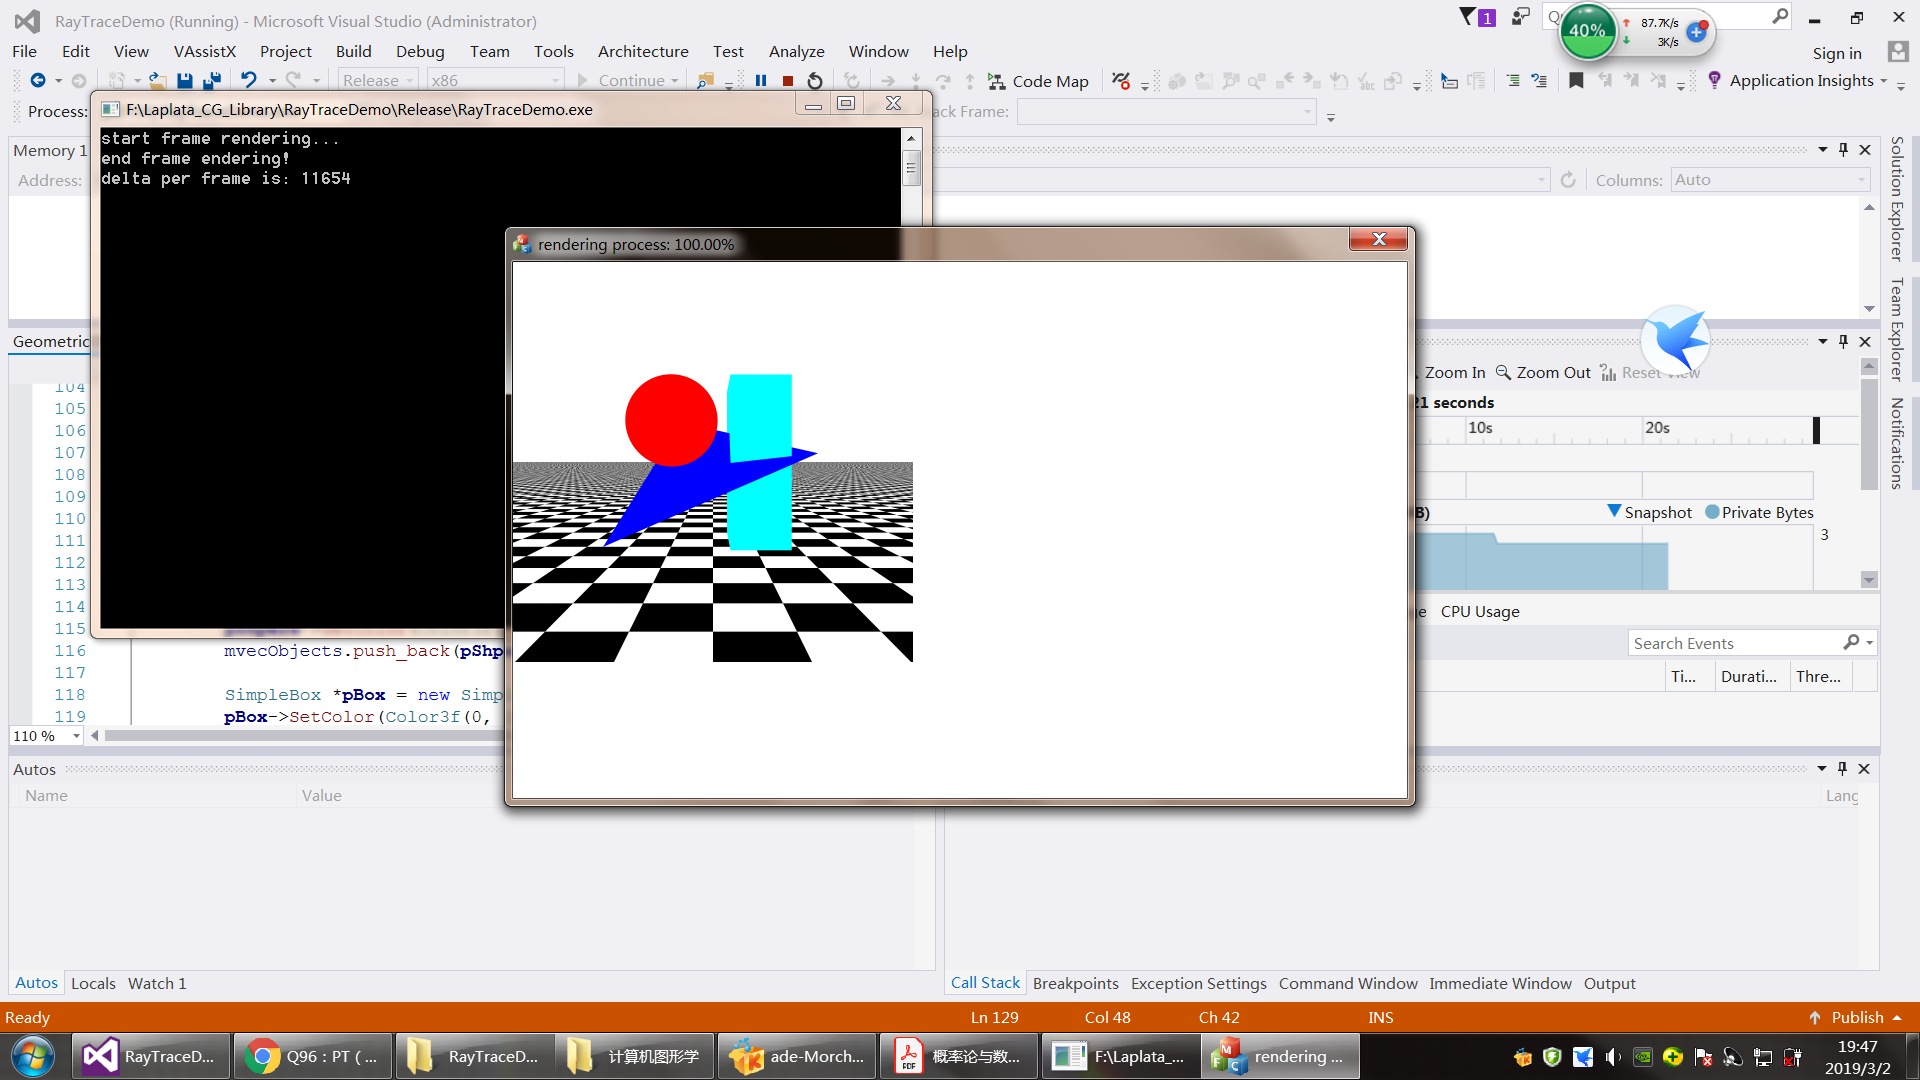 RayTraceDemo (Running) - Microsoft Visual Studio (Administrator)
1
40%
87.7K/s
3K/s
File Edit View VAssistX Project Build Debug Team Tools Architecture Test Analyze Window Help
Sign in
Release x86 Continue Code Map Application Insights
Process:
ack Frame:
F:\Laplata_CG_Library\RayTraceDemo\Release\RayTraceDemo.exe
start frame rendering...
end frame endering!
delta per frame is: 11654
Memory 1
Address:
Columns: Auto
Solution Explorer
Team Explorer
Notifications
rendering process: 100.00%
Geometric
Zoom In Zoom Out Reset View
21 seconds
10s 20s
B) Snapshot Private Bytes
3
ge CPU Usage
Search Events
Ti... Durati... Thre...
104
105
106
107
108
109
110
111
112
113
114
115
116 mvecObjects.push_back(pShp
117
118 SimpleBox *pBox = new Simp
119 pBox->SetColor(Color3f(0,
110 %
Autos
Name Value
Lang
Autos Locals Watch 1
Call Stack Breakpoints Exception Settings Command Window Immediate Window Output
Ready Ln 129 Col 48 Ch 42 INS Publish
RayTraceD... Q96：PT (... RayTraceD... 计算机图形学 ade-Morch... 概率论与数... F:\Laplata_... rendering ...
19:47
2019/3/2